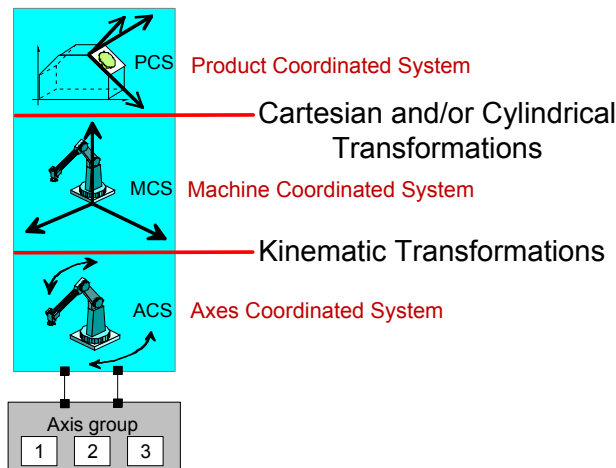 PCS Product Coordinated System
Cartesian and/or Cylindrical
Transformations
MCS Machine Coordinated System
Kinematic Transformations
ACS Axes Coordinated System
Axis group
1 2 3